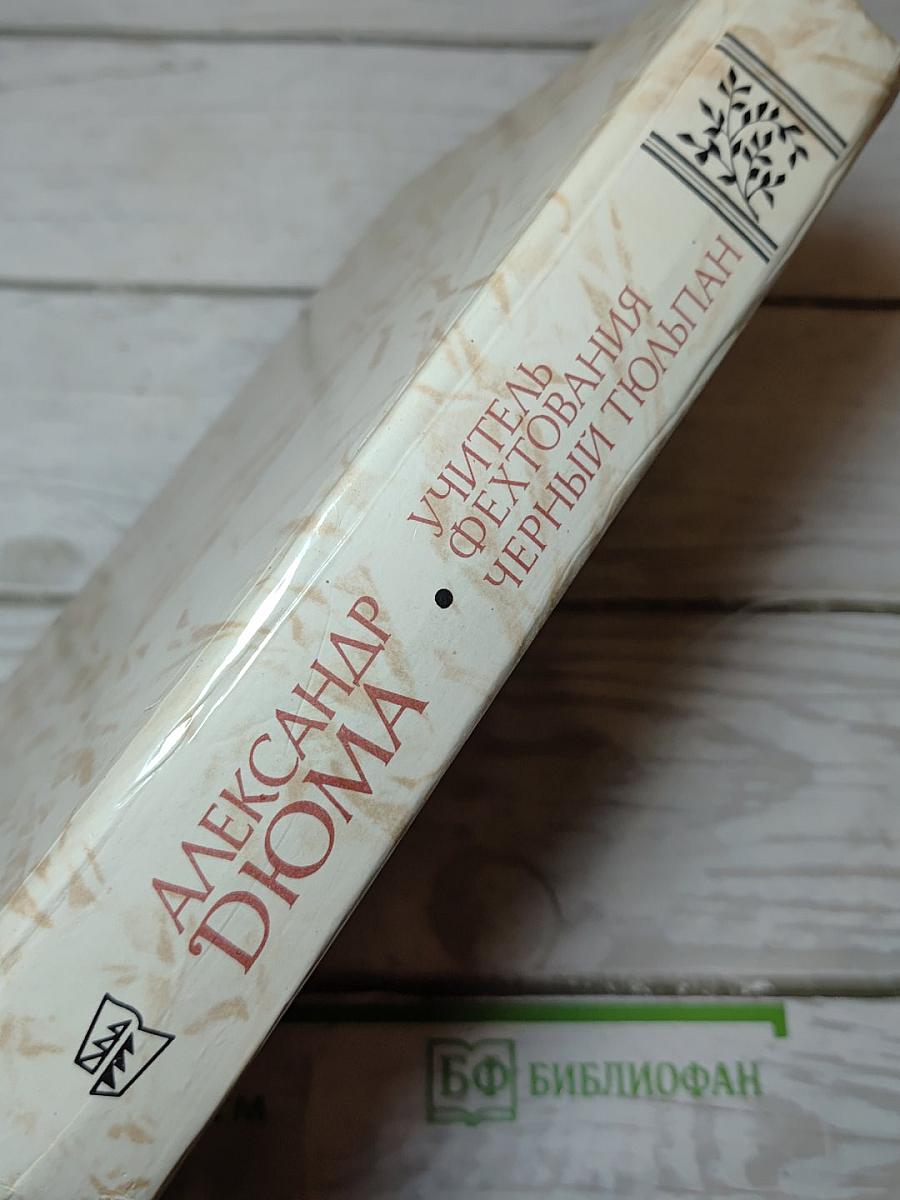 АЛЕКСАНДР
ДЮМА
УЧИТЕЛЬ
ФЕХТОВАНИЯ
ЧЕРНЫЙ ТЮЛЬПАН
БФ БИБЛИОФАН